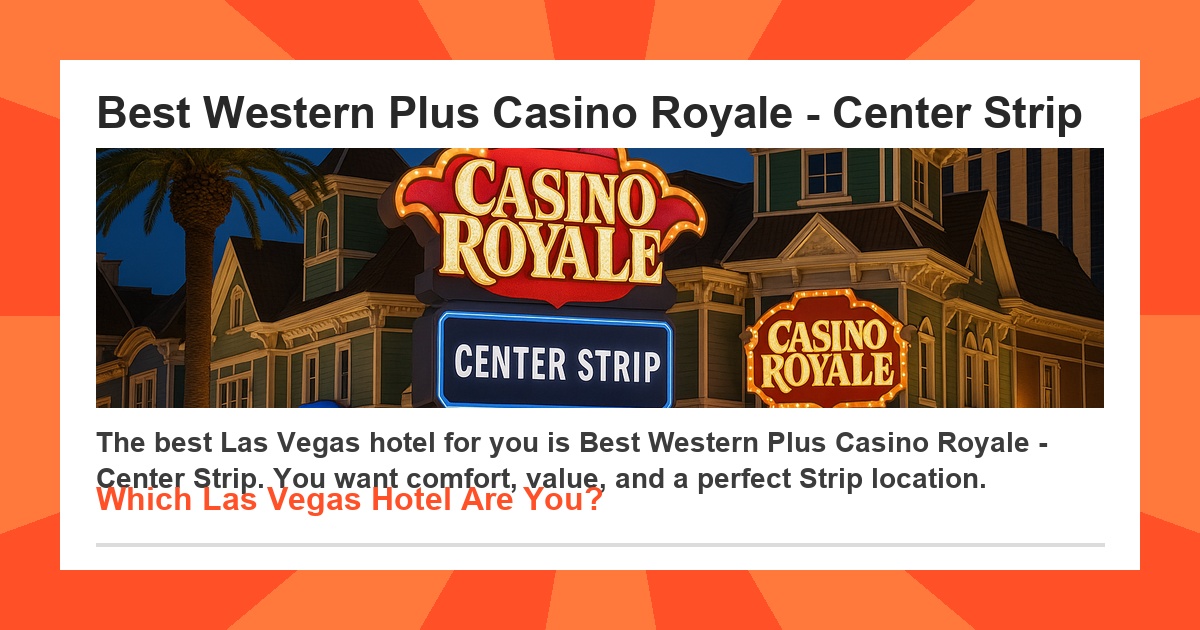 Best Western Plus Casino Royale - Center Strip
CASINO
ROYALE
CENTER STRIP
CASINO
ROYALE
The best Las Vegas hotel for you is Best Western Plus Casino Royale -
Center Strip. You want comfort, value, and a perfect Strip location.
Which Las Vegas Hotel Are You?